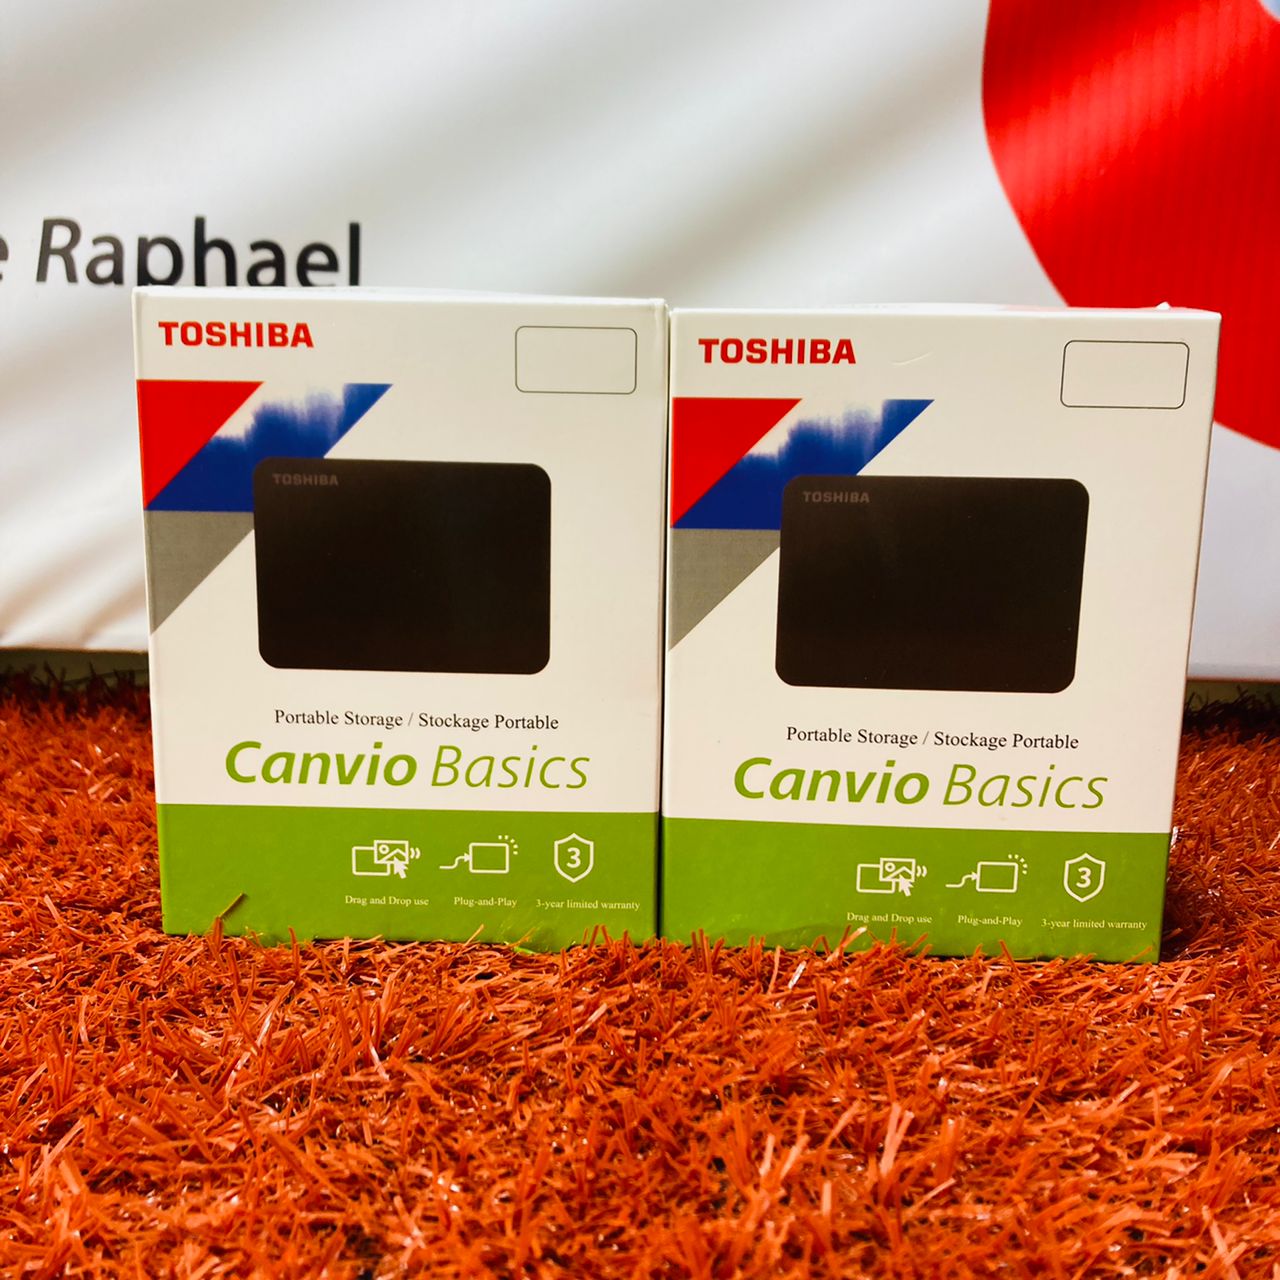 e Raphael
TOSHIBA
TOSHIBA
Portable Storage / Stockage Portable
Canvio Basics
3
Drag and Drop use
Plug-and-Play
3-year limited warranty
TOSHIBA
TOSHIBA
Portable Storage / Stockage Portable
Canvio Basics
3
Drag and Drop use
Plug-and-Play
3-year limited warranty